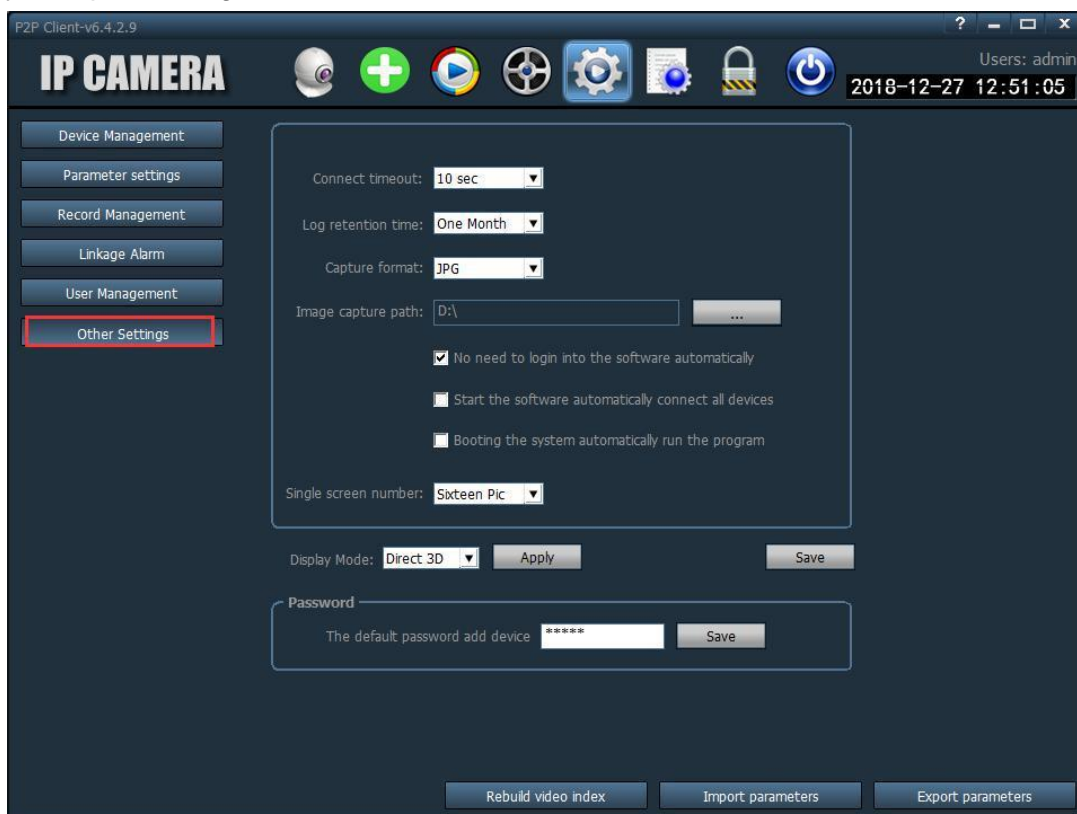 P2P Client-v6.4.2.9
IP CAMERA
Users: admin
2018-12-27 12:51:05
Device Management
Parameter settings
Record Management
Linkage Alarm
User Management
Other Settings
Connect timeout: 10 sec
Log retention time: One Month
Capture format: JPG
Image capture path: D:\ ...
No need to login into the software automatically
Start the software automatically connect all devices
Booting the system automatically run the program
Single screen number: Sixteen Pic
Display Mode: Direct 3D Apply Save
Password
The default password add device ***** Save
Rebuild video index Import parameters Export parameters